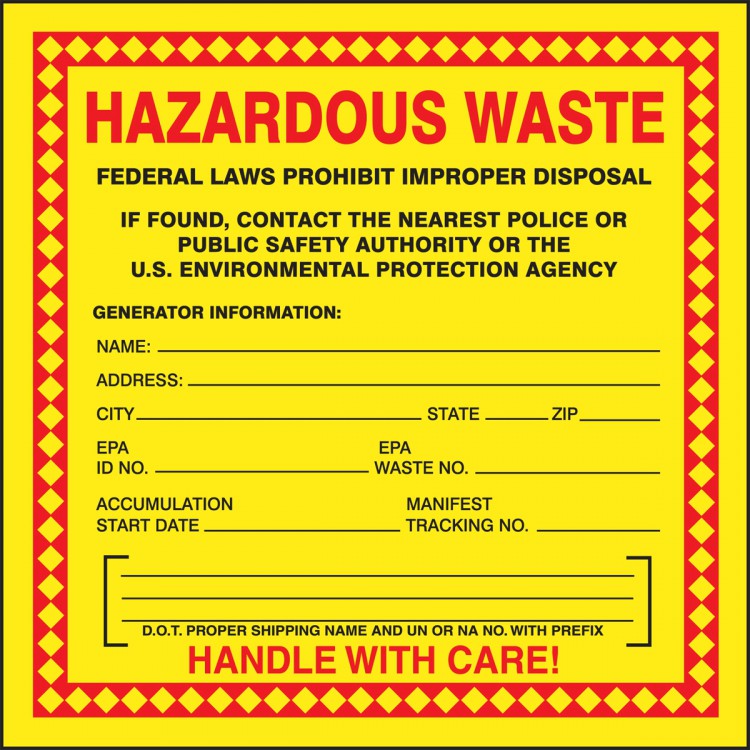 HAZARDOUS WASTE
FEDERAL LAWS PROHIBIT IMPROPER DISPOSAL
IF FOUND, CONTACT THE NEAREST POLICE OR
PUBLIC SAFETY AUTHORITY OR THE
U.S. ENVIRONMENTAL PROTECTION AGENCY
GENERATOR INFORMATION:
NAME:
ADDRESS:
CITY STATE ZIP
EPA EPA
ID NO. WASTE NO.
ACCUMULATION MANIFEST
START DATE TRACKING NO.
D.O.T. PROPER SHIPPING NAME AND UN OR NA NO. WITH PREFIX
HANDLE WITH CARE!